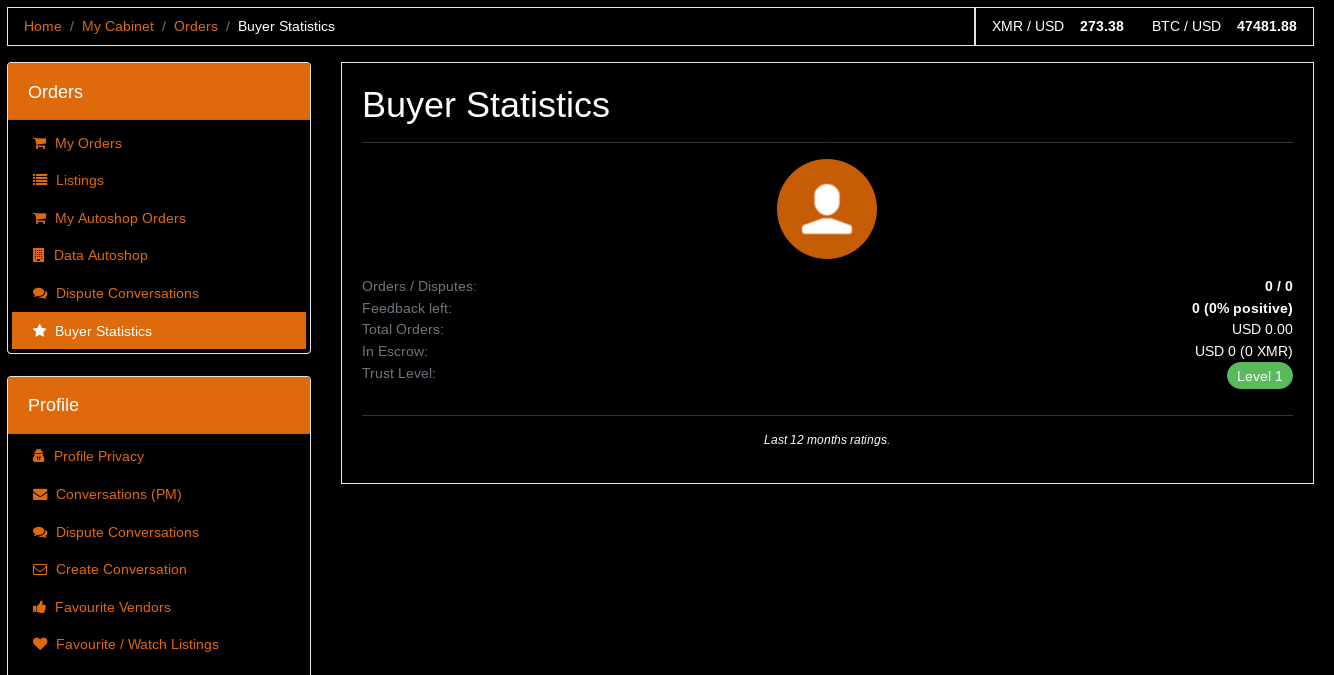 Home / My Cabinet / Orders / Buyer Statistics
XMR / USD 273.38 BTC / USD 47481.88
Orders
My Orders
Listings
My Autoshop Orders
Data Autoshop
Dispute Conversations
Buyer Statistics
Profile
Profile Privacy
Conversations (PM)
Dispute Conversations
Create Conversation
Favourite Vendors
Favourite / Watch Listings
Buyer Statistics
Orders / Disputes: 0 / 0
Feedback left: 0 (0% positive)
Total Orders: USD 0.00
In Escrow: USD 0 (0 XMR)
Trust Level: Level 1
Last 12 months ratings.